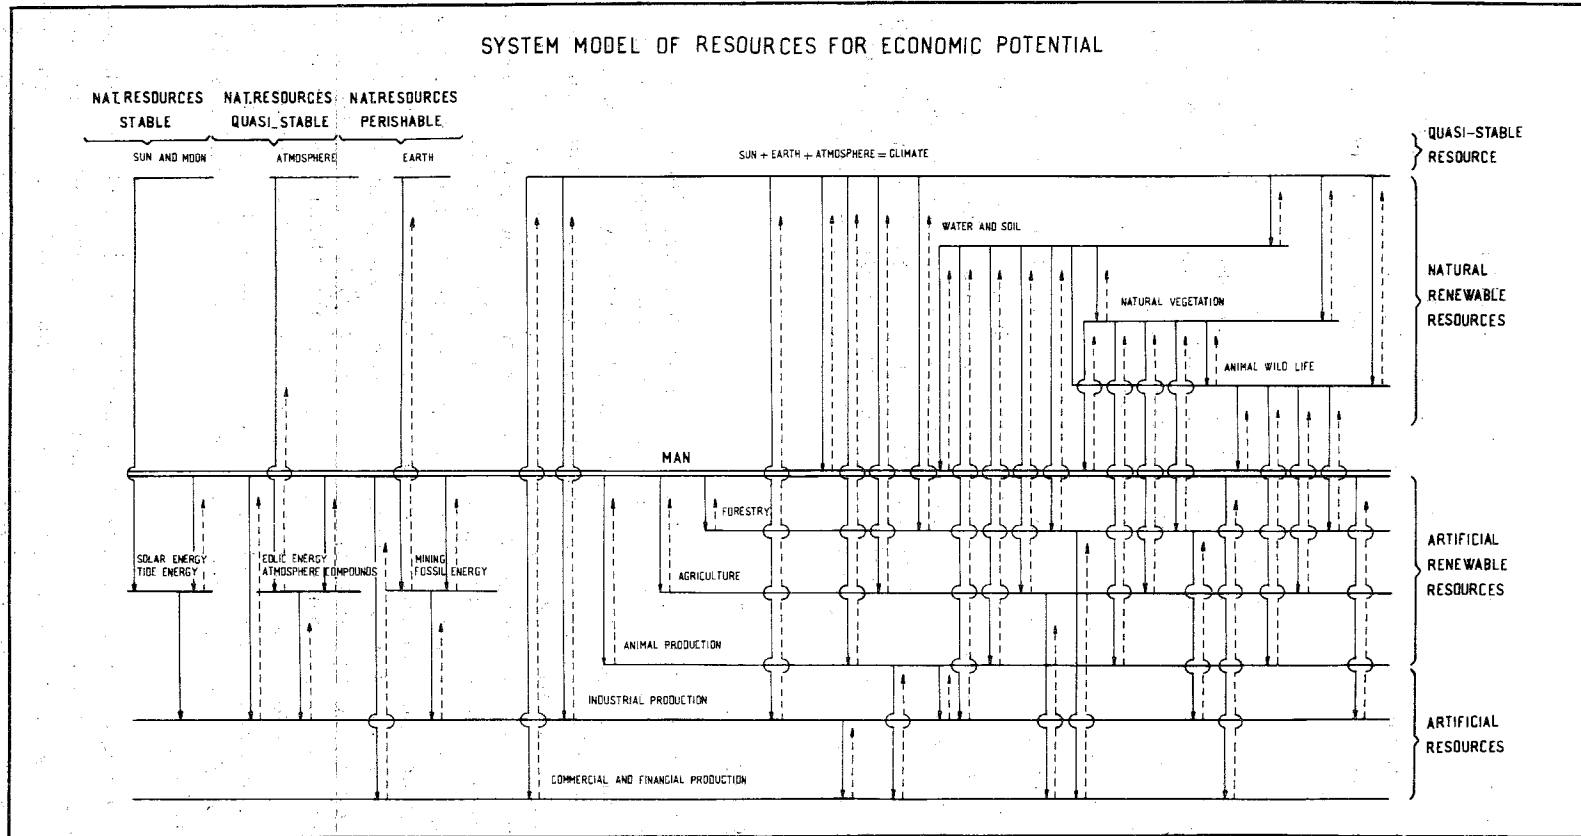 SYSTEM MODEL OF RESOURCES FOR ECONOMIC POTENTIAL
NAT.RESOURCES
STABLE
NAT.RESOURCES
QUASI_STABLE
NAT.RESOURCES
PERISHABLE
SUN AND MOON
ATMOSPHERE
EARTH
SUN + EARTH + ATMOSPHERE = CLIMATE
QUASI-STABLE
RESOURCE
WATER AND SOIL
NATURAL VEGETATION
ANIMAL WILD LIFE
NATURAL
RENEWABLE
RESOURCES
MAN
FORESTRY
SOLAR ENERGY
TIDE ENERGY
EOLIC ENERGY
ATMOSPHERE COMPOUNDS
MINING
FOSSIL ENERGY
AGRICULTURE
ARTIFICIAL
RENEWABLE
RESOURCES
ANIMAL PRODUCTION
INDUSTRIAL PRODUCTION
ARTIFICIAL
RESOURCES
COMMERCIAL AND FINANCIAL PRODUCTION